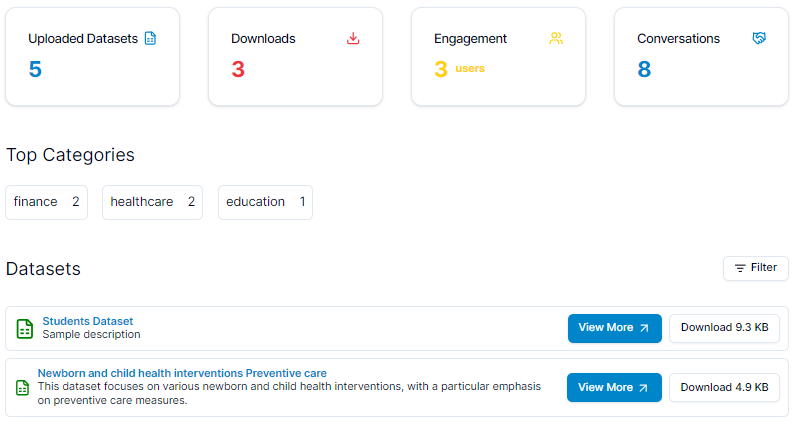 Uploaded Datasets Downloads Engagement Conversations
5 3 3 users 8
Top Categories
finance 2 healthcare 2 education 1
Datasets Filter
Students Dataset
Sample description
View More Download 9.3 KB
Newborn and child health interventions Preventive care
This dataset focuses on various newborn and child health interventions, with a particular emphasis
on preventive care measures.
View More Download 4.9 KB